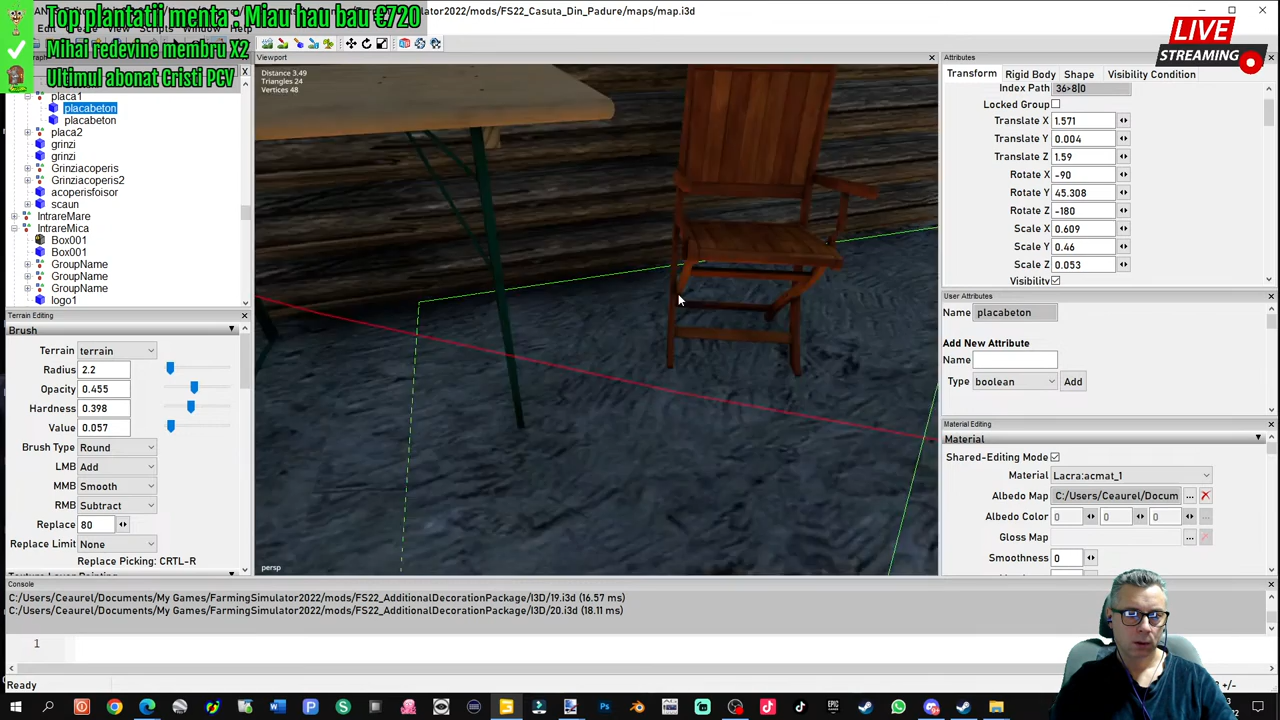 Top plantatii menta : Miau hau bau €720
Mihai redevine membru X2
Ultimul abonat Cristi PCV
LIVE
STREAMING
ulator2022/mods/FS22_Casuta_Din_Padure/maps/map.i3d
Edit
View
Scripts
Window
Help
placa1
placabeton
placabeton
placa2
grinzi
grinzi
Grinziacoperis
Grinziacoperis2
acoperisfoisor
scaun
IntrareMare
IntrareMica
Box001
Box001
GroupName
GroupName
GroupName
logo1
Terrain Editing
Brush
Terrain terrain
Radius 2.2
Opacity 0.455
Hardness 0.398
Value 0.057
Brush Type Round
LMB Add
MMB Smooth
RMB Subtract
Replace 80
Replace Limit None
Replace Picking: CRTL-R
Viewport
Distance 3.49
Triangles 24
Vertices 48
persp
Attributes
Transform Rigid Body Shape Visibility Condition
Index Path 36>8|0
Locked Group
Translate X 1.571
Translate Y 0.004
Translate Z 1.59
Rotate X -90
Rotate Y 45.308
Rotate Z -180
Scale X 0.609
Scale Y 0.46
Scale Z 0.053
Visibility
User Attributes
Name placabeton
Add New Attribute
Name
Type boolean Add
Material Editing
Material
Shared-Editing Mode
Material Lacra:acmat_1
Albedo Map C:/Users/Ceaurel/Docum ...
Albedo Color 0 0 0 ...
Gloss Map ...
Smoothness 0
Console
C:/Users/Ceaurel/Documents/My Games/FarmingSimulator2022/mods/FS22_AdditionalDecorationPackage/I3D/19.i3d (16.57 ms)
C:/Users/Ceaurel/Documents/My Games/FarmingSimulator2022/mods/FS22_AdditionalDecorationPackage/I3D/20.i3d (18.11 ms)
1
Ready
+/-